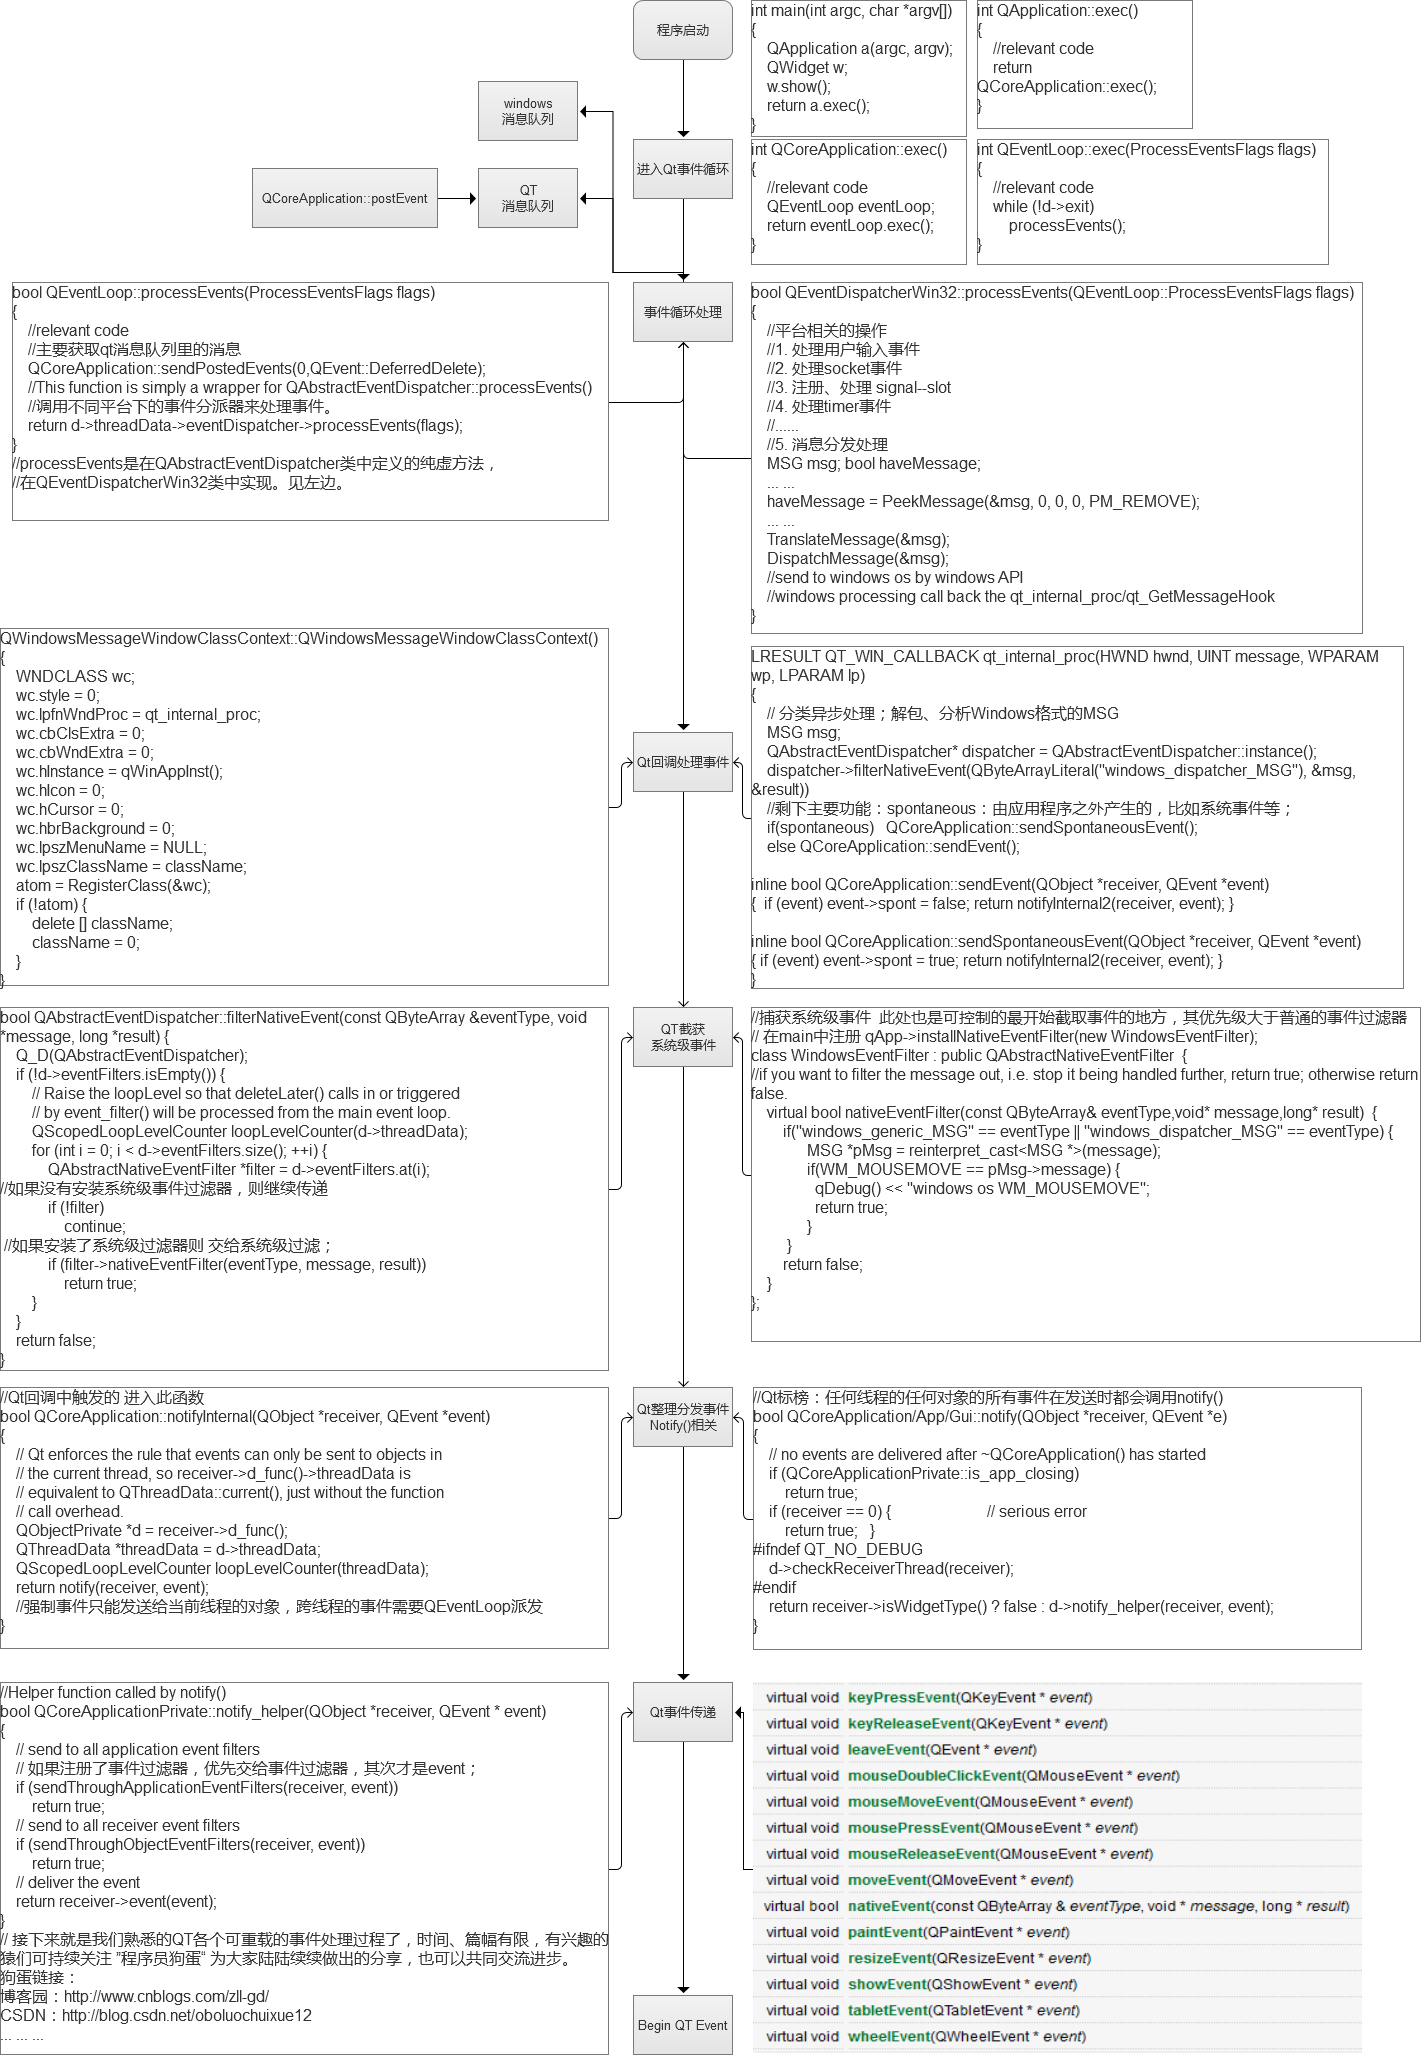 程序启动
int main(int argc, char *argv[])
{
QApplication a(argc, argv);
QWidget w;
w.show();
return a.exec();
}
int QApplication::exec()
{
//relevant code
return
QCoreApplication::exec();
}
windows
消息队列
进入Qt事件循环
int QCoreApplication::exec()
{
//relevant code
QEventLoop eventLoop;
return eventLoop.exec();
}
int QEventLoop::exec(ProcessEventsFlags flags)
{
//relevant code
while (!d->exit)
processEvents();
}
QCoreApplication::postEvent
QT
消息队列
bool QEventLoop::processEvents(ProcessEventsFlags flags)
{
//relevant code
//主要获取qt消息队列里的消息
QCoreApplication::sendPostedEvents(0,QEvent::DeferredDelete);
//This function is simply a wrapper for QAbstractEventDispatcher::processEvents()
//调用不同平台下的事件分派器来处理事件。
return d->threadData->eventDispatcher->processEvents(flags);
}
//processEvents是在QAbstractEventDispatcher类中定义的纯虚方法，
//在QEventDispatcherWin32类中实现。见左边。
事件循环处理
bool QEventDispatcherWin32::processEvents(QEventLoop::ProcessEventsFlags flags)
{
//平台相关的操作
//1. 处理用户输入事件
//2. 处理socket事件
//3. 注册、处理 signal--slot
//4. 处理timer事件
//......
//5. 消息分发处理
MSG msg; bool haveMessage;
... ...
haveMessage = PeekMessage(&msg, 0, 0, 0, PM_REMOVE);
... ...
TranslateMessage(&msg);
DispatchMessage(&msg);
//send to windows os by windows API
//windows processing call back the qt_internal_proc/qt_GetMessageHook
}
QWindowsMessageWindowClassContext::QWindowsMessageWindowClassContext()
{
WNDCLASS wc;
wc.style = 0;
wc.lpfnWndProc = qt_internal_proc;
wc.cbClsExtra = 0;
wc.cbWndExtra = 0;
wc.hInstance = qWinAppInst();
wc.hIcon = 0;
wc.hCursor = 0;
wc.hbrBackground = 0;
wc.lpszMenuName = NULL;
wc.lpszClassName = className;
atom = RegisterClass(&wc);
if (!atom) {
delete [] className;
className = 0;
}
}
Qt回调处理事件
LRESULT QT_WIN_CALLBACK qt_internal_proc(HWND hwnd, UINT message, WPARAM
wp, LPARAM lp)
{
// 分类异步处理；解包、分析Windows格式的MSG
MSG msg;
QAbstractEventDispatcher* dispatcher = QAbstractEventDispatcher::instance();
dispatcher->filterNativeEvent(QByteArrayLiteral("windows_dispatcher_MSG"), &msg,
&result))
//剩下主要功能：spontaneous：由应用程序之外产生的，比如系统事件等；
if(spontaneous) QCoreApplication::sendSpontaneousEvent();
else QCoreApplication::sendEvent();
inline bool QCoreApplication::sendEvent(QObject *receiver, QEvent *event)
{ if (event) event->spont = false; return notifyInternal2(receiver, event); }
inline bool QCoreApplication::sendSpontaneousEvent(QObject *receiver, QEvent *event)
{ if (event) event->spont = true; return notifyInternal2(receiver, event); }
}
bool QAbstractEventDispatcher::filterNativeEvent(const QByteArray &eventType, void
*message, long *result) {
Q_D(QAbstractEventDispatcher);
if (!d->eventFilters.isEmpty()) {
// Raise the loopLevel so that deleteLater() calls in or triggered
// by event_filter() will be processed from the main event loop.
QScopedLoopLevelCounter loopLevelCounter(d->threadData);
for (int i = 0; i < d->eventFilters.size(); ++i) {
QAbstractNativeEventFilter *filter = d->eventFilters.at(i);
//如果没有安装系统级事件过滤器，则继续传递
if (!filter)
continue;
//如果安装了系统级过滤器则 交给系统级过滤；
if (filter->nativeEventFilter(eventType, message, result))
return true;
}
}
return false;
}
QT截获
系统级事件
//捕获系统级事件 此处也是可控制的最开始截取事件的地方，其优先级大于普通的事件过滤器
// 在main中注册 qApp->installNativeEventFilter(new WindowsEventFilter);
class WindowsEventFilter : public QAbstractNativeEventFilter {
//if you want to filter the message out, i.e. stop it being handled further, return true; otherwise return
false.
virtual bool nativeEventFilter(const QByteArray& eventType,void* message,long* result) {
if("windows_generic_MSG" == eventType || "windows_dispatcher_MSG" == eventType) {
MSG *pMsg = reinterpret_cast<MSG *>(message);
if(WM_MOUSEMOVE == pMsg->message) {
qDebug() << "windows os WM_MOUSEMOVE";
return true;
}
}
return false;
}
};
//Qt回调中触发的 进入此函数
bool QCoreApplication::notifyInternal(QObject *receiver, QEvent *event)
{
// Qt enforces the rule that events can only be sent to objects in
// the current thread, so receiver->d_func()->threadData is
// equivalent to QThreadData::current(), just without the function
// call overhead.
QObjectPrivate *d = receiver->d_func();
QThreadData *threadData = d->threadData;
QScopedLoopLevelCounter loopLevelCounter(threadData);
return notify(receiver, event);
//强制事件只能发送给当前线程的对象，跨线程的事件需要QEventLoop派发
}
Qt整理分发事件
Notify()相关
//Qt标榜：任何线程的任何对象的所有事件在发送时都会调用notify()
bool QCoreApplication/App/Gui::notify(QObject *receiver, QEvent *e)
{
// no events are delivered after ~QCoreApplication() has started
if (QCoreApplicationPrivate::is_app_closing)
return true;
if (receiver == 0) { // serious error
return true; }
#ifndef QT_NO_DEBUG
d->checkReceiverThread(receiver);
#endif
return receiver->isWidgetType() ? false : d->notify_helper(receiver, event);
}
//Helper function called by notify()
bool QCoreApplicationPrivate::notify_helper(QObject *receiver, QEvent * event)
{
// send to all application event filters
// 如果注册了事件过滤器，优先交给事件过滤器，其次才是event；
if (sendThroughApplicationEventFilters(receiver, event))
return true;
// send to all receiver event filters
if (sendThroughObjectEventFilters(receiver, event))
return true;
// deliver the event
return receiver->event(event);
}
// 接下来就是我们熟悉的QT各个可重载的事件处理过程了，时间、篇幅有限，有兴趣的
猿们可持续关注 ”程序员狗蛋“ 为大家陆陆续续做出的分享，也可以共同交流进步。
狗蛋链接：
博客园：http://www.cnblogs.com/zll-gd/
CSDN：http://blog.csdn.net/oboluochuixue12
... ... ...
Qt事件传递
virtual void keyPressEvent(QKeyEvent * event)
virtual void keyReleaseEvent(QKeyEvent * event)
virtual void leaveEvent(QEvent * event)
virtual void mouseDoubleClickEvent(QMouseEvent * event)
virtual void mouseMoveEvent(QMouseEvent * event)
virtual void mousePressEvent(QMouseEvent * event)
virtual void mouseReleaseEvent(QMouseEvent * event)
virtual void moveEvent(QMoveEvent * event)
virtual bool nativeEvent(const QByteArray & eventType, void * message, long * result)
virtual void paintEvent(QPaintEvent * event)
virtual void resizeEvent(QResizeEvent * event)
virtual void showEvent(QShowEvent * event)
virtual void tabletEvent(QTabletEvent * event)
virtual void wheelEvent(QWheelEvent * event)
Begin QT Event